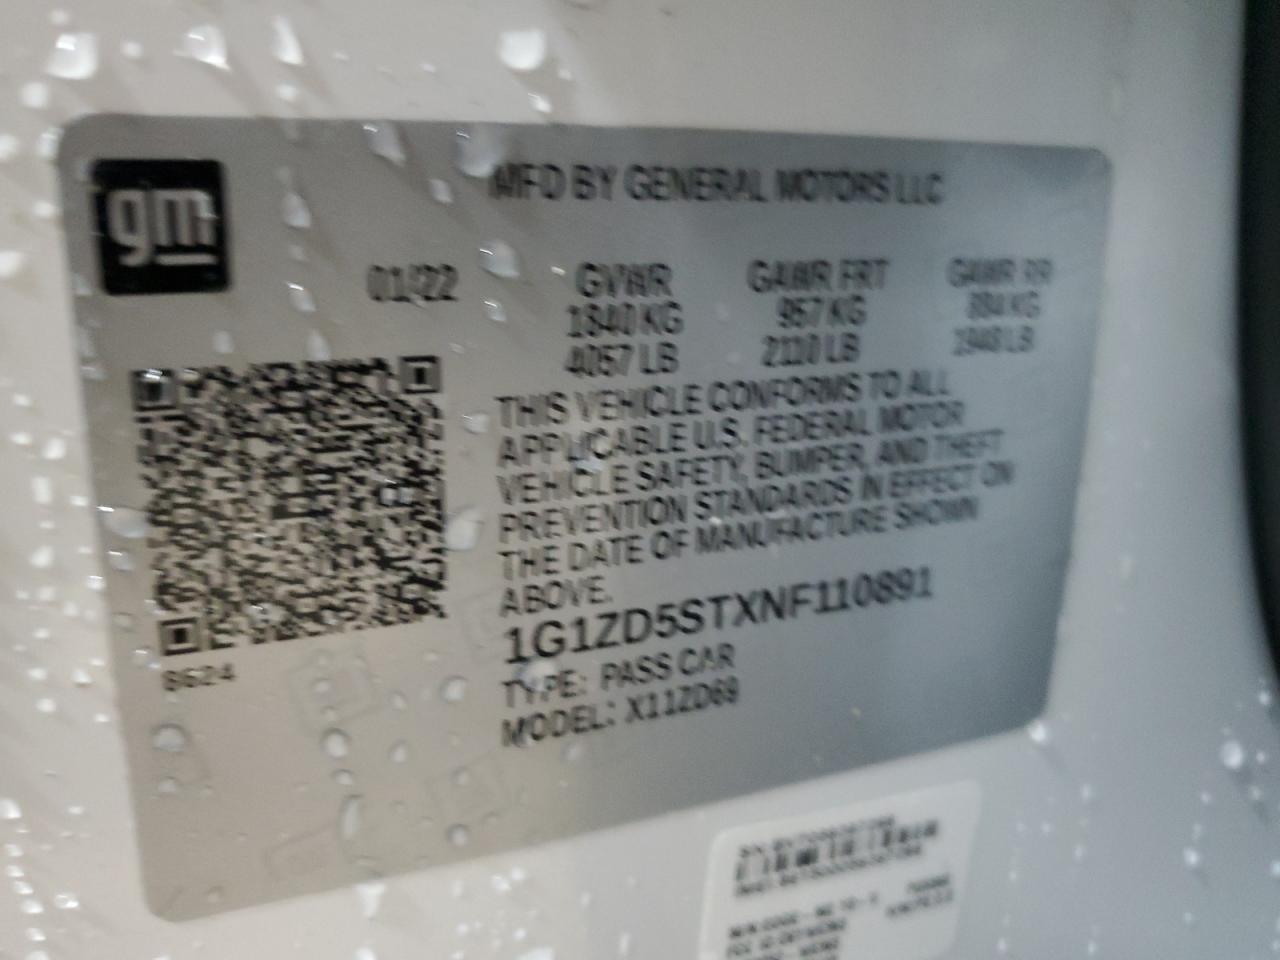 gm
MFD BY GENERAL MOTORS LLC
01/22 GVWR GAWR FRT GAWR RR
1840 KG 957 KG 884 KG
4057 LB 2110 LB 1948 LB
THIS VEHICLE CONFORMS TO ALL
APPLICABLE U.S. FEDERAL MOTOR
VEHICLE SAFETY, BUMPER, AND THEFT
PREVENTION STANDARDS IN EFFECT ON
THE DATE OF MANUFACTURE SHOWN
ABOVE.
1G1ZD5STXNF110891
TYPE: PASS CAR
MODEL: X11ZD69
8624